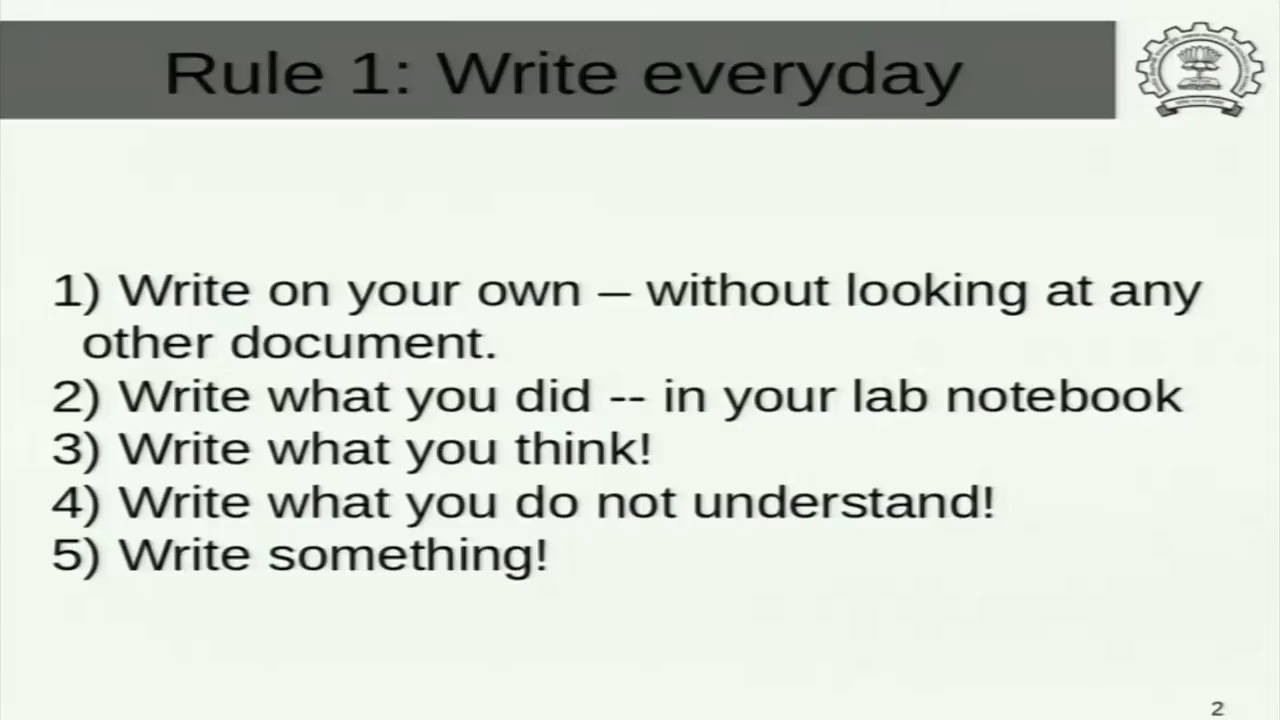 Rule 1: Write everyday
1) Write on your own – without looking at any
other document.
2) Write what you did -- in your lab notebook
3) Write what you think!
4) Write what you do not understand!
5) Write something!
2